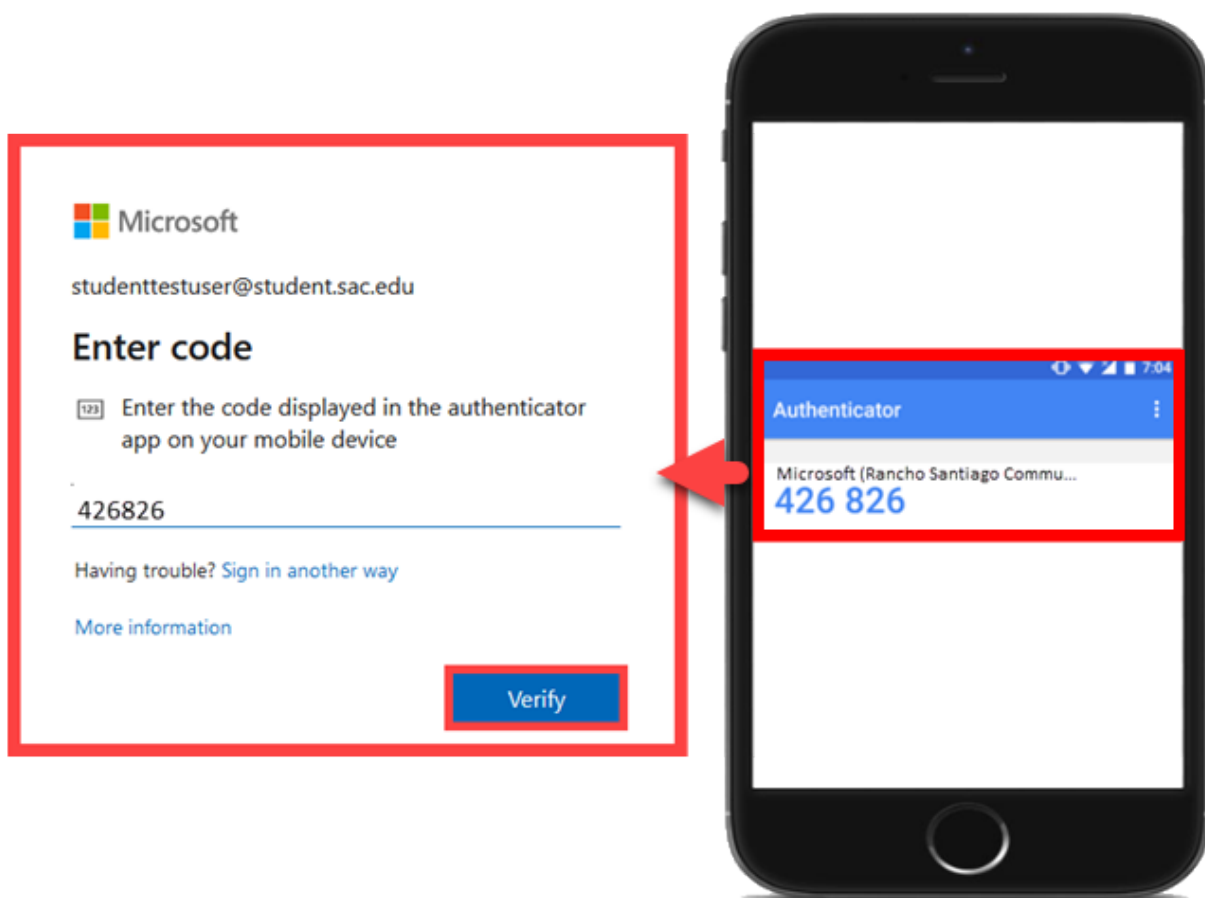 Microsoft
studenttestuser@student.sac.edu
Enter code
123 Enter the code displayed in the authenticator
app on your mobile device
426826
Having trouble? Sign in another way
More information
Verify
7:04
Authenticator
Microsoft (Rancho Santiago Commu...
426 826